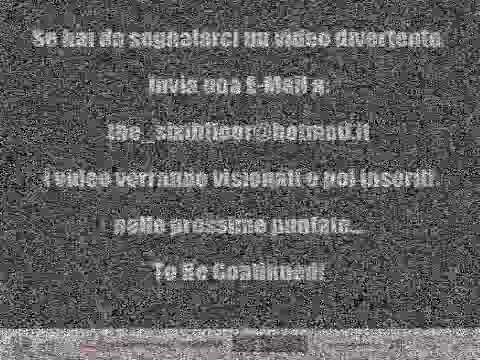 Se hai da segnalarci un video divertente
Invia una E-Mail a:
I video verranno visionati e poi inseriti
nelle prossime puntate...
To Be Continued!